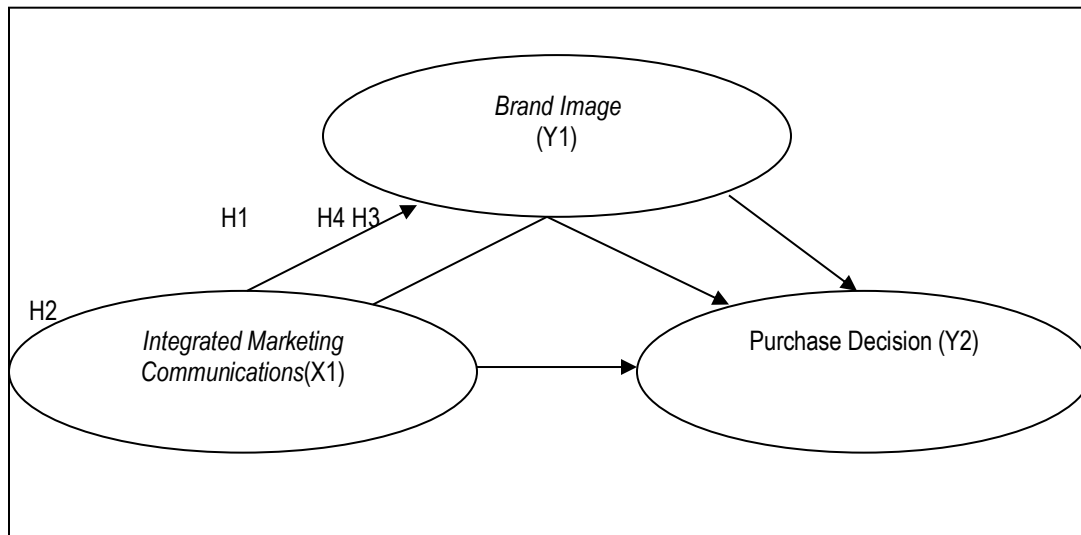 Brand Image
(Y1)
H1 H4 H3
H2
Integrated Marketing
Communications(X1)
Purchase Decision (Y2)